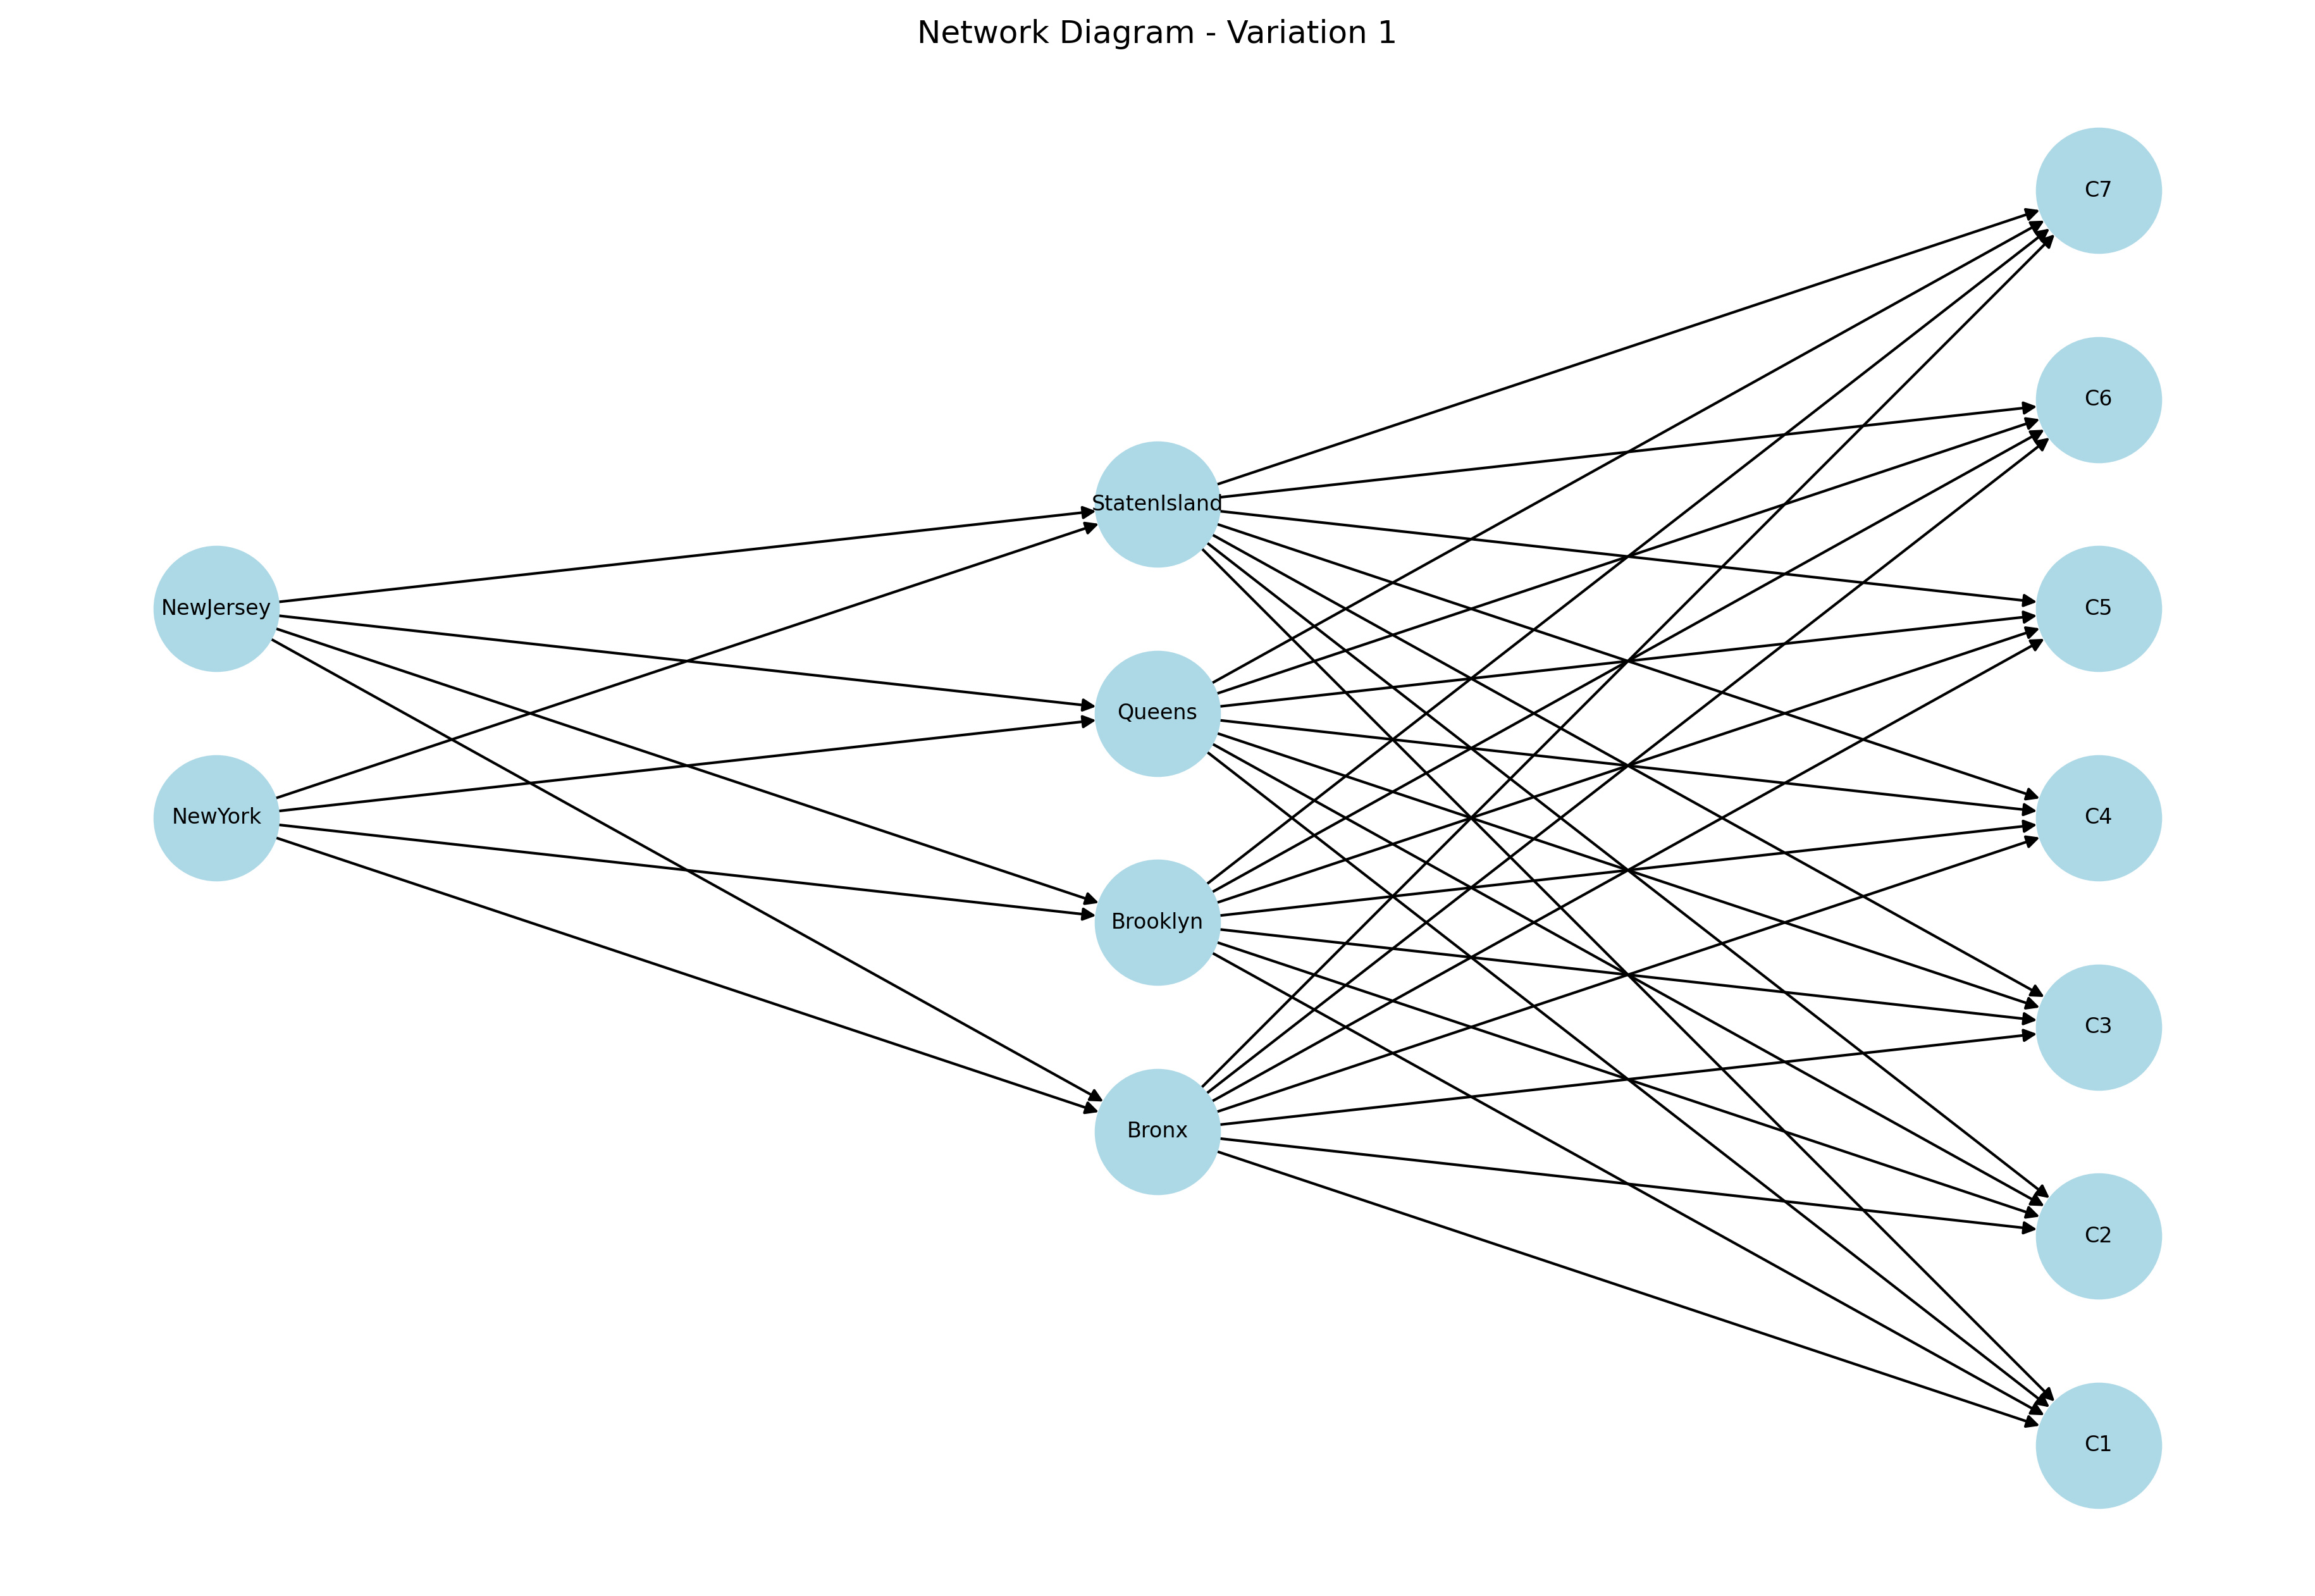 Network Diagram - Variation 1
NewJersey
NewYork
StatenIsland
Queens
Brooklyn
Bronx
C7
C6
C5
C4
C3
C2
C1